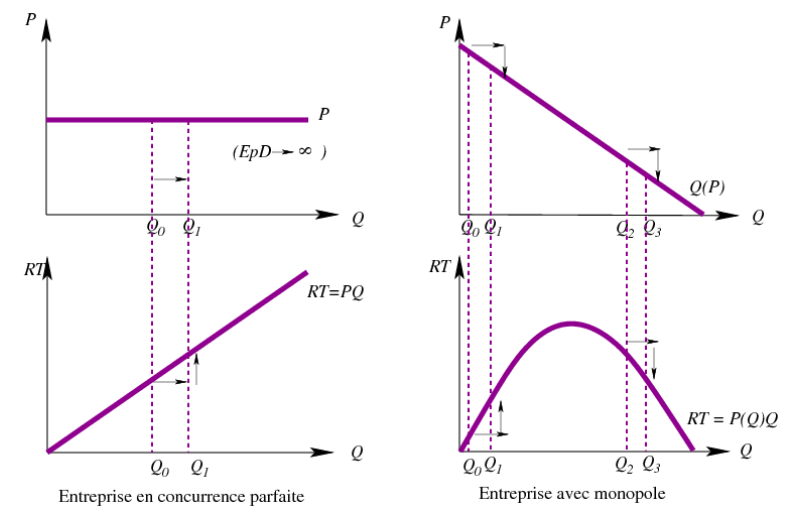 P
P
(EpD→ ∞ )
Q0 Q1
Q
RT
RT=PQ
Q0 Q1
Q
Entreprise en concurrence parfaite
P
Q(P)
Q0 Q1 Q2 Q3
Q
RT
RT = P(Q)Q
Q0 Q1 Q2 Q3
Q
Entreprise avec monopole